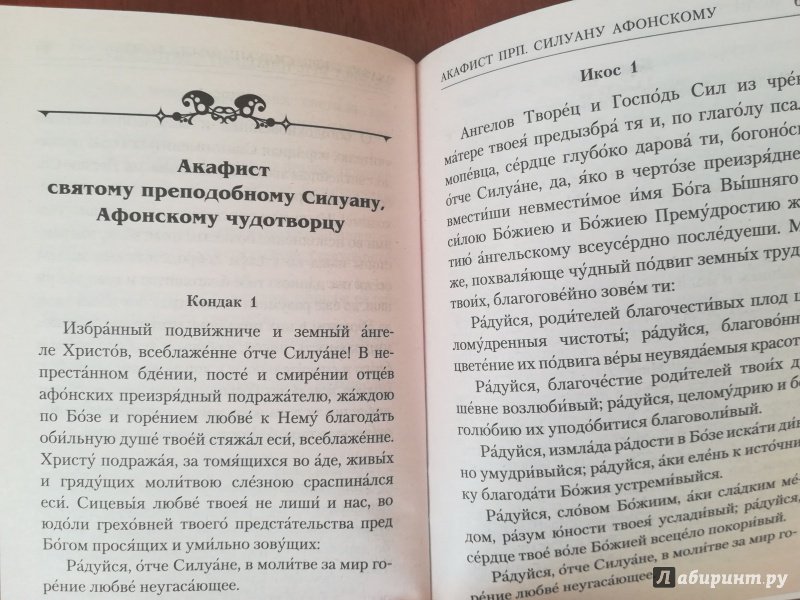 Акафист
святому преподобному Силуану,
Афонскому чудотворцу
Кондак 1
Избра́нный подви́жниче и земны́й а́нге-
ле Христо́в, всеблаже́нне о́тче Силуа́не! В не-
преста́нном бде́нии, посте́ и смире́нии отце́в
афо́нских преизря́дный подража́телю, жа́ждою
по Бо́зе и горе́нием любве́ к Нему́ благода́ть
оби́льную душе́ твое́й стяжа́л еси́, всеблаже́нне.
Христу́ подража́я, за томя́щихся во а́де, живы́х
и гряду́щих моли́твою сле́зною сраспина́лся
еси́. Сицевы́я любве́ твоея́ не лиши́ и нас, во
юдо́ли грехо́вней твоего́ предста́тельства пред
Бо́гом прося́щих и уми́льно зову́щих:
Ра́дуйся, о́тче Силуа́не, в моли́тве за мир го-
ре́ние любве́ неугаса́ющее.
АКАФИСТ ПРП. СИЛУАНУ АФОНСКОМУ
Икос 1
А́нгелов Творе́ц и Госпо́дь Сил из чре́
ма́тере твоея́ предызбра́ тя и, по глаго́лу пса
мопе́вца, се́рдце глубо́ко дарова́ ти, богоно́с
о́тче Силуа́не, да, я́ко в черто́зе преизря́дне
вмести́ши невмести́мое и́мя Бо́га Вы́шняго
си́лою Бо́жиею и Бо́жиею Прему́дростию ж
тию́ а́нгельскому всеусе́рдно после́дуеши. М
же, похваля́юще чу́дный по́двиг земны́х труд
твои́х, благогове́йно зове́м ти:
Ра́дуйся, роди́телей благочести́вых плод ц
лому́дренныя чистоты́; ра́дуйся, благово́нн
цве́тение их по́двига ве́ры неувяда́емыя красот
Ра́дуйся, благоче́стие роди́телей твои́х д
ше́вне возлюби́вый; ра́дуйся, целому́дрию и б
голю́бию их уподо́битися благоволи́вый.
Ра́дуйся, измла́да ра́дости в Бо́зе иска́ти ди́в
но умудри́выйся; ра́дуйся, а́ки еле́нь к исто́чни
ку благода́ти Бо́жия устреми́выйся.
Ра́дуйся, сло́вом Бо́жиим, а́ки сла́дким ме́-
дом, ра́зум ю́ности твоея́ услади́вый; ра́дуйся,
се́рдце твое́ во́ле Бо́жией всеце́ло покори́вый.
Ра́дуйся, о́тче Силуа́не, в моли́тве за мир го-
ре́ние любве́ неугаса́ющее.
Лабиринт.ру